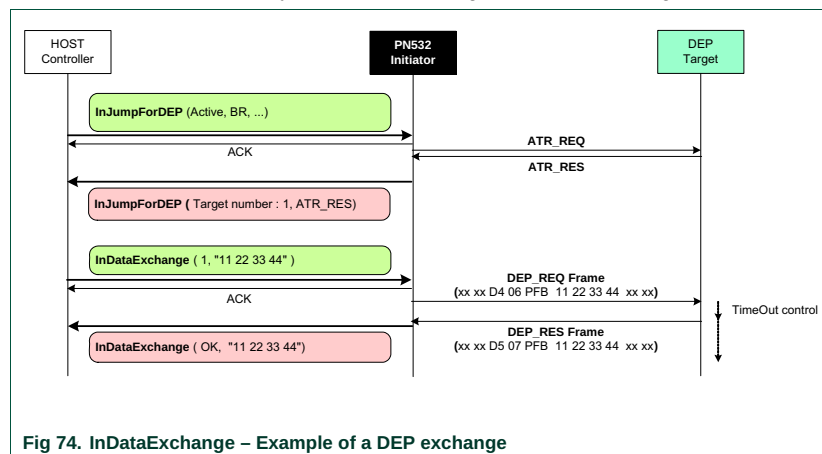 HOST
Controller
PN532
Initiator
DEP
Target
InJumpForDEP (Active, BR, ...)
ACK
ATR_REQ
ATR_RES
InJumpForDEP ( Target number : 1, ATR_RES)
InDataExchange ( 1, "11 22 33 44" )
ACK
DEP_REQ Frame
(xx xx D4 06 PFB 11 22 33 44 xx xx)
TimeOut control
DEP_RES Frame
(xx xx D5 07 PFB 11 22 33 44 xx xx)
InDataExchange ( OK, "11 22 33 44")
Fig 74. InDataExchange – Example of a DEP exchange